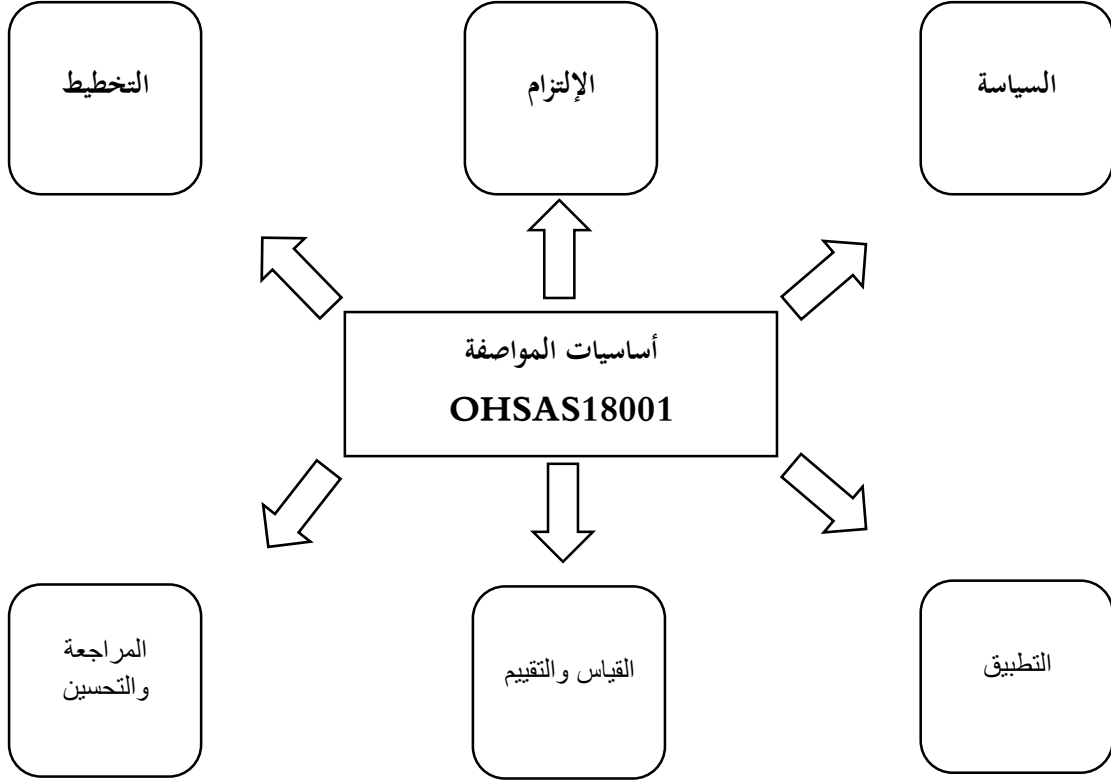 السياسة
الإلتزام
التخطيط
أساسيات المواصفة
OHSAS18001
التطبيق
القياس والتقييم
المراجعة
والتحسين